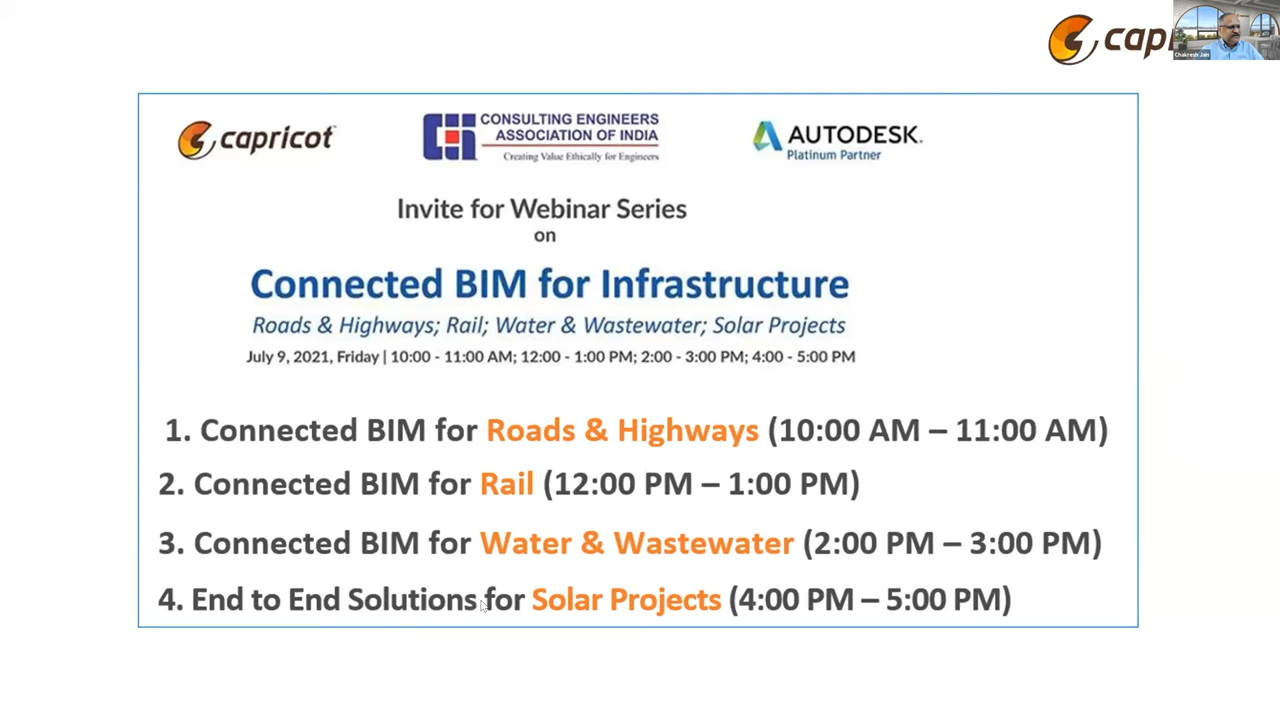 cap
Chakresh Jain
capricot
CONSULTING ENGINEERS
ASSOCIATION OF INDIA
Creating Value Ethically for Engineers
AUTODESK.
Platinum Partner
Invite for Webinar Series
on
Connected BIM for Infrastructure
Roads & Highways; Rail; Water & Wastewater; Solar Projects
July 9, 2021, Friday | 10:00 - 11:00 AM; 12:00 - 1:00 PM; 2:00 - 3:00 PM; 4:00 - 5:00 PM
1. Connected BIM for Roads & Highways (10:00 AM – 11:00 AM)
2. Connected BIM for Rail (12:00 PM – 1:00 PM)
3. Connected BIM for Water & Wastewater (2:00 PM – 3:00 PM)
4. End to End Solutions for Solar Projects (4:00 PM – 5:00 PM)